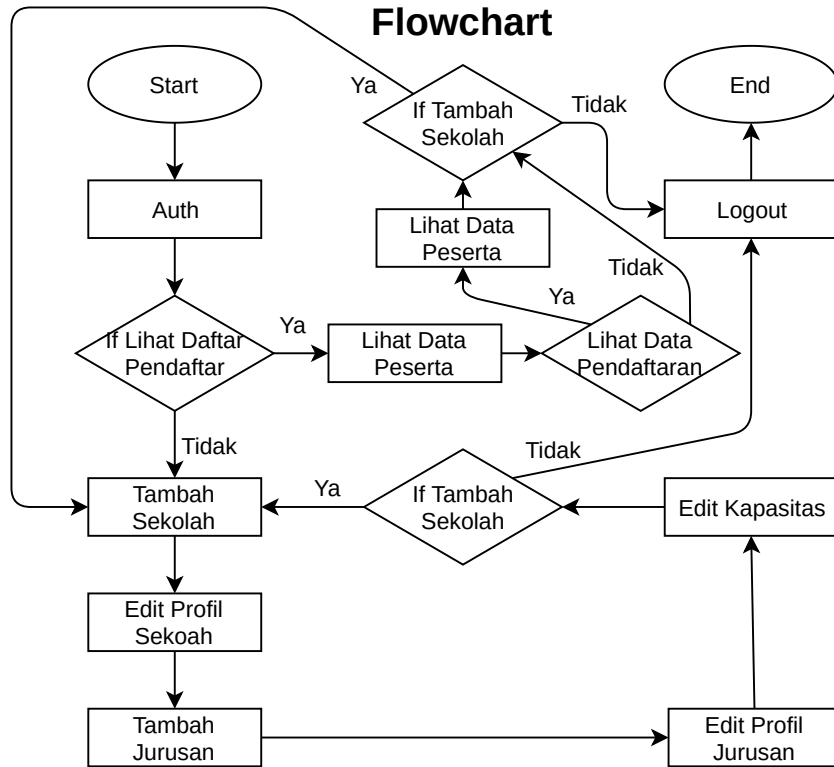 Flowchart
Start
Ya
If Tambah
Sekolah
Tidak
End
Auth
Lihat Data
Peserta
Logout
Tidak
Ya
If Lihat Daftar
Pendaftar
Ya
Lihat Data
Peserta
Lihat Data
Pendaftaran
Tidak
Tidak
Tambah
Sekolah
Ya
If Tambah
Sekolah
Edit Kapasitas
Edit Profil
Sekoah
Tambah
Jurusan
Edit Profil
Jurusan